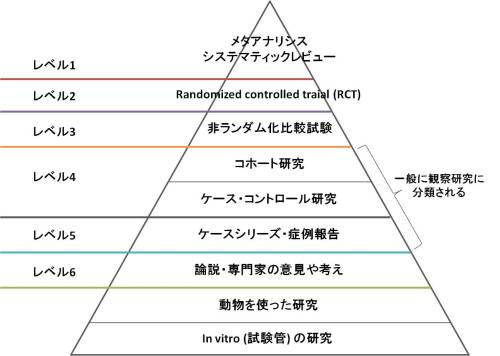 メタアナリシス
システマティックレビュー
レベル1
レベル2
Randomized controlled traial (RCT)
レベル3
非ランダム化比較試験
コホート研究
レベル4
一般に観察研究に
分類される
ケース・コントロール研究
レベル5
ケースシリーズ・症例報告
レベル6
論説・専門家の意見や考え
動物を使った研究
In vitro (試験管) の研究